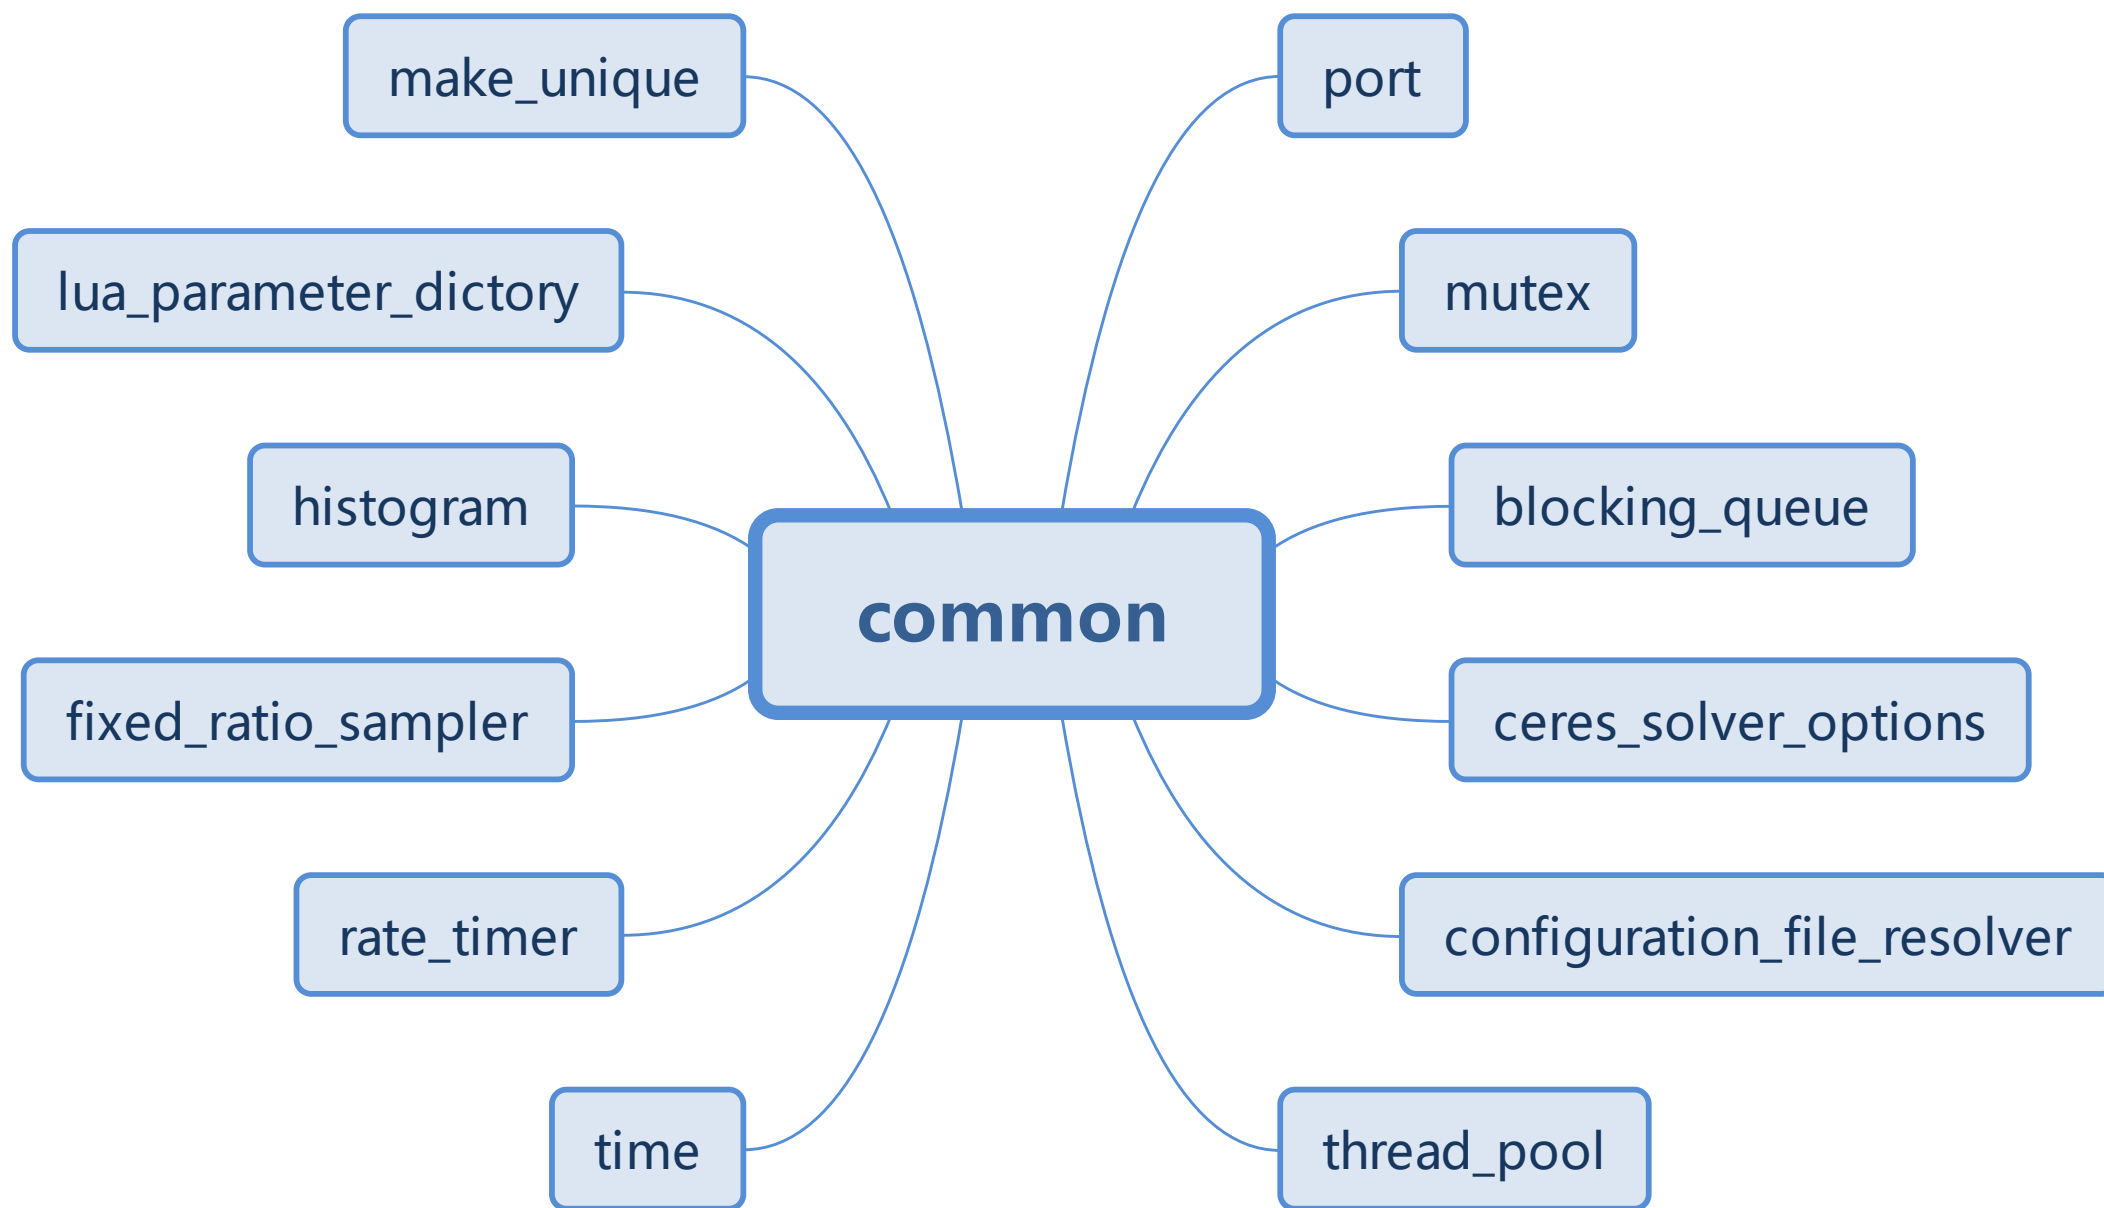 make_unique
port
lua_parameter_dictory
mutex
histogram
blocking_queue
common
fixed_ratio_sampler
ceres_solver_options
rate_timer
configuration_file_resolver
time
thread_pool